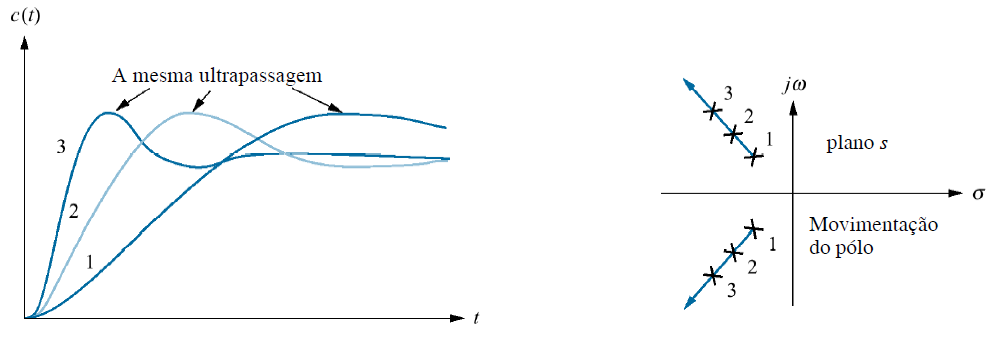 c(t)
A mesma ultrapassagem
3
2
1
t
jω
3
2
1
plano s
σ
Movimentação
do pólo
1
2
3